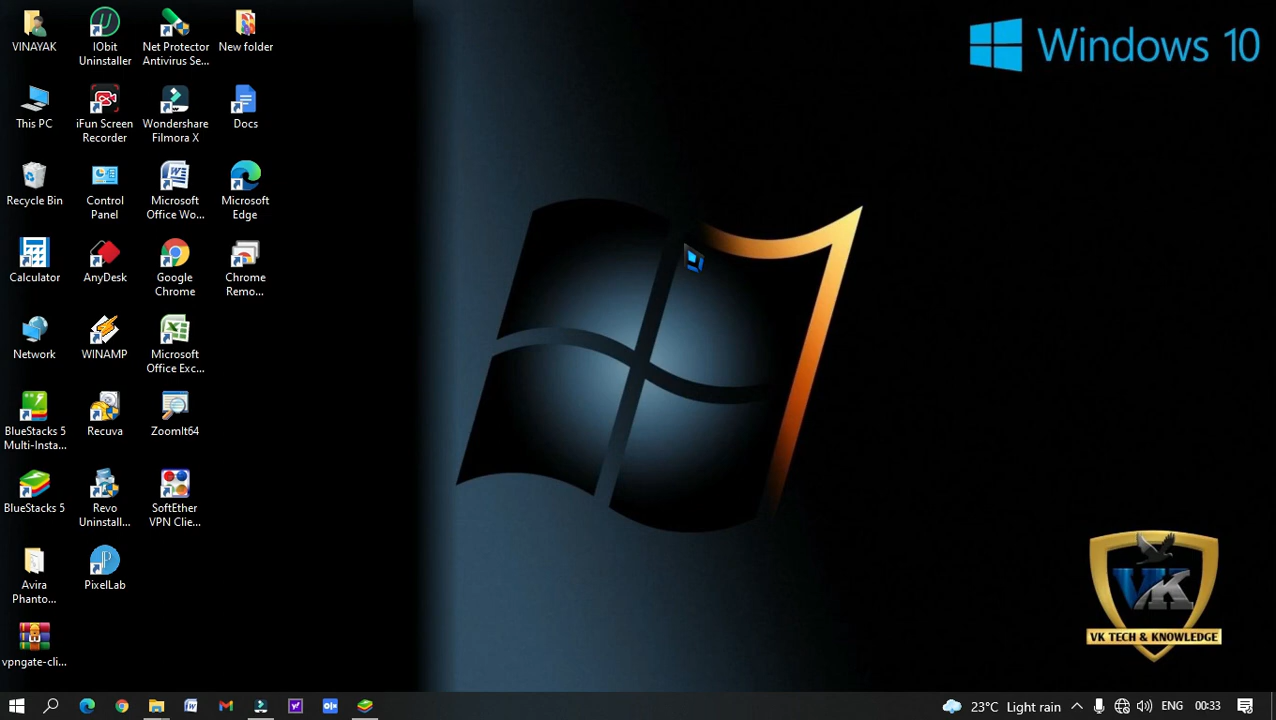 VINAYAK
IObit
Uninstaller
Net Protector
Antivirus Se...
New folder
Windows 10
This PC
iFun Screen
Recorder
Wondershare
Filmora X
Docs
Recycle Bin
Control
Panel
Microsoft
Office Wo...
Microsoft
Edge
Calculator
AnyDesk
Google
Chrome
Chrome
Remo...
Network
WINAMP
Microsoft
Office Exc...
BlueStacks 5
Multi-Insta...
Recuva
ZoomIt64
BlueStacks 5
Revo
Uninstall...
SoftEther
VPN Clie...
Avira
Phanto...
PixelLab
VK
VK TECH & KNOWLEDGE
vpngate-cli...
23°C Light rain ENG 00:33